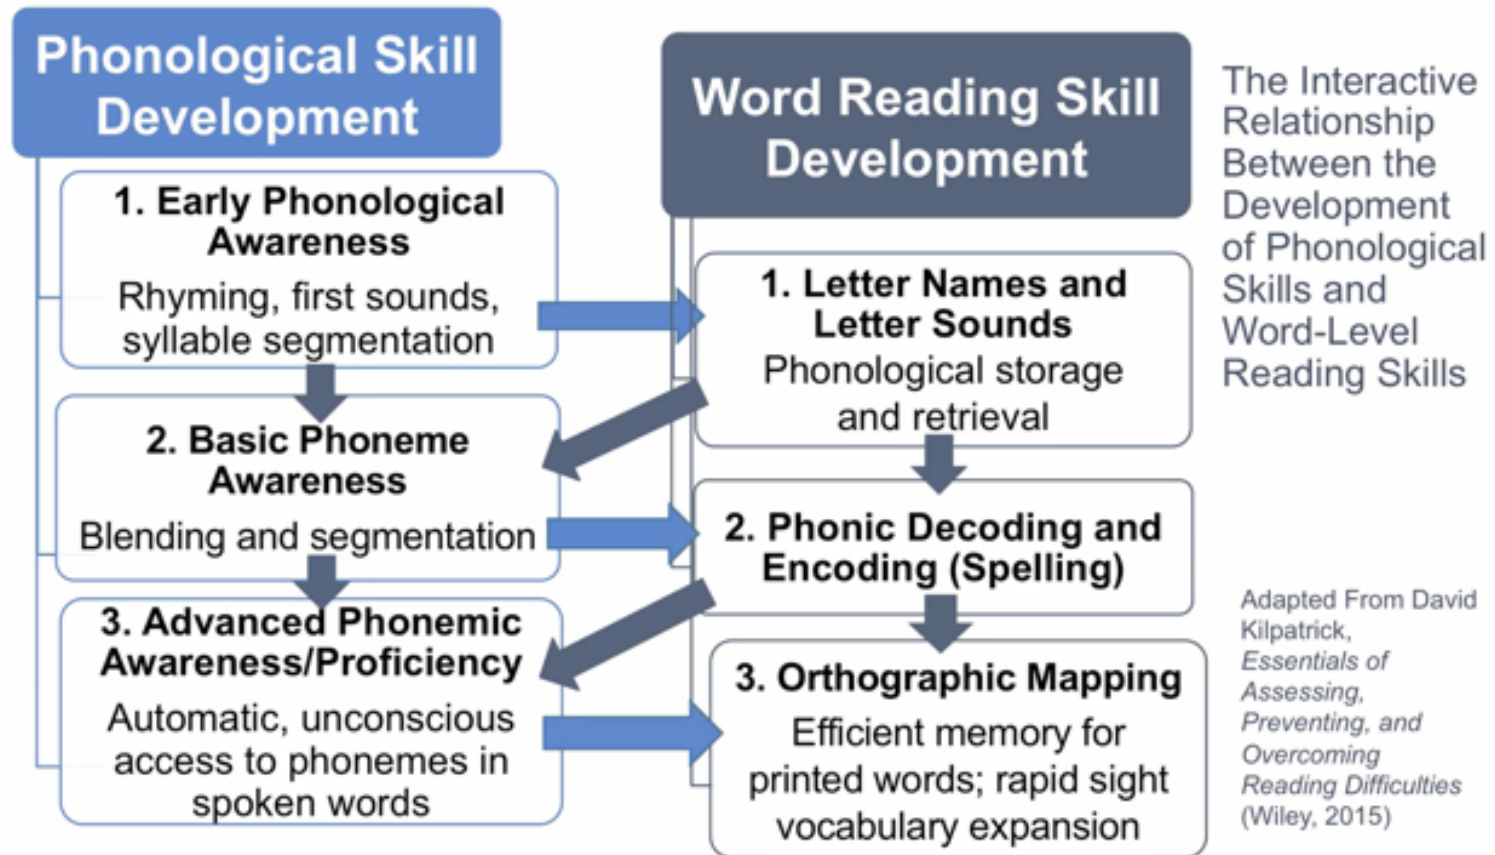 Phonological Skill
Development
1. Early Phonological
Awareness
Rhyming, first sounds,
syllable segmentation
2. Basic Phoneme
Awareness
Blending and segmentation
3. Advanced Phonemic
Awareness/Proficiency
Automatic, unconscious
access to phonemes in
spoken words
Word Reading Skill
Development
1. Letter Names and
Letter Sounds
Phonological storage
and retrieval
2. Phonic Decoding and
Encoding (Spelling)
3. Orthographic Mapping
Efficient memory for
printed words; rapid sight
vocabulary expansion
The Interactive
Relationship
Between the
Development
of Phonological
Skills and
Word-Level
Reading Skills
Adapted From David
Kilpatrick,
Essentials of
Assessing,
Preventing, and
Overcoming
Reading Difficulties
(Wiley, 2015)